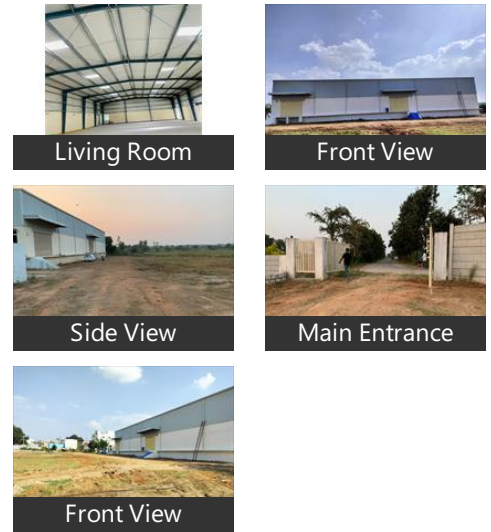 Living Room
Front View
Side View
Main Entrance
Front View